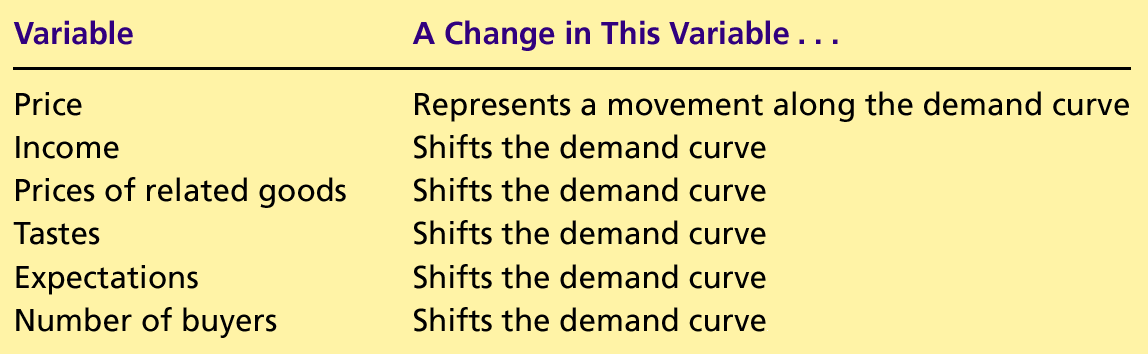 Variable A Change in This Variable . . .
Price Represents a movement along the demand curve
Income Shifts the demand curve
Prices of related goods Shifts the demand curve
Tastes Shifts the demand curve
Expectations Shifts the demand curve
Number of buyers Shifts the demand curve